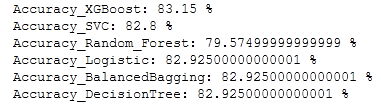 Accuracy_XGBoost: 83.15 %
Accuracy_SVC: 82.8 %
Accuracy_Random_Forest: 79.57499999999999 %
Accuracy_Logistic: 82.92500000000001 %
Accuracy_BalancedBagging: 82.92500000000001 %
Accuracy_DecisionTree: 82.92500000000001 %